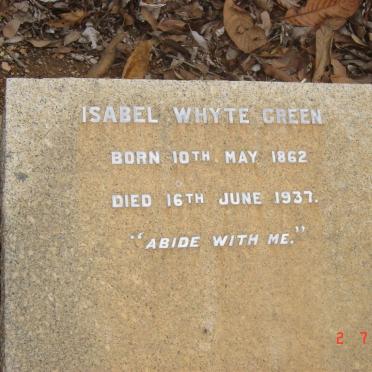 ISABEL WHYTE GREEN
BORN 10TH MAY 1862
DIED 16TH JUNE 1937.
"ABIDE WITH ME."
2 7